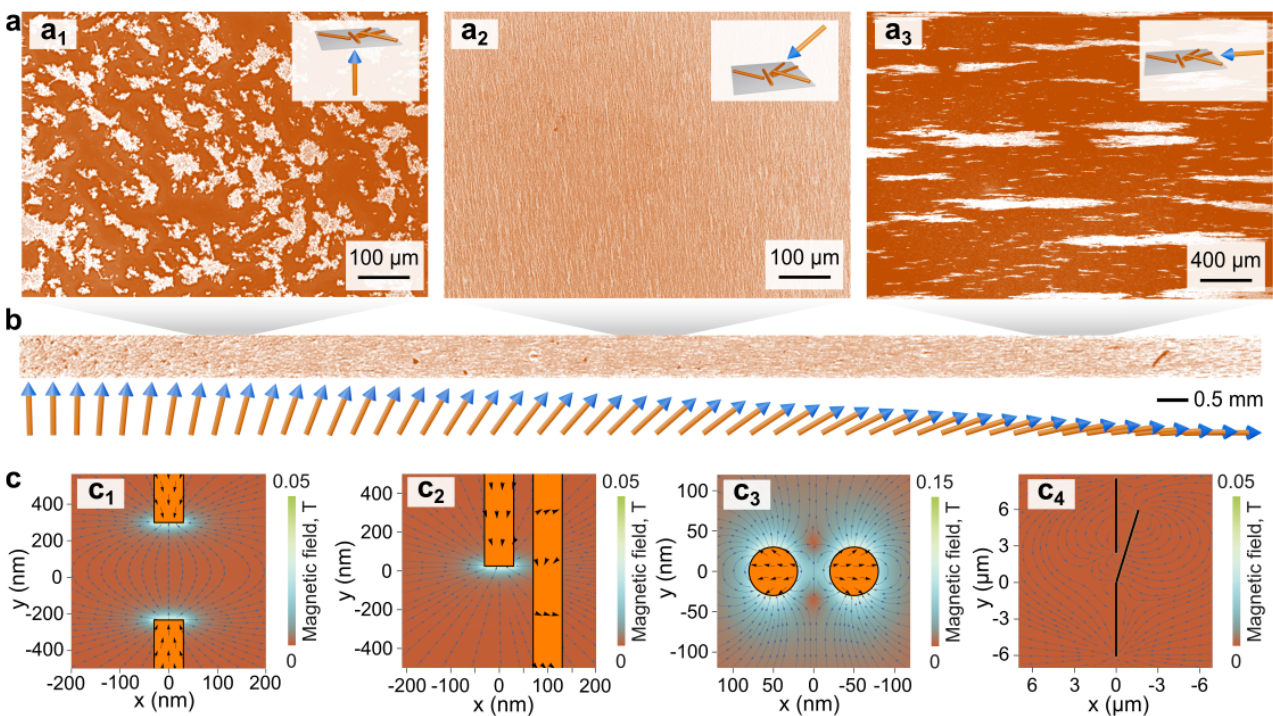 a
a1
a2
a3
100 μm
100 μm
400 μm
b
0.5 mm
c
c1
400
200
0
-200
-400
y (nm)
-200
-100
0
100
200
x (nm)
0.05
0
Magnetic field, T
c2
400
200
0
-200
-400
y (nm)
-200
-100
0
100
200
x (nm)
0.05
0
Magnetic field, T
c3
100
50
0
-50
-100
y (nm)
100
50
0
-50
-100
x (nm)
0.15
0
Magnetic field, T
c4
6
3
0
-3
-6
y (μm)
6
3
0
-3
-6
x (μm)
0.05
0
Magnetic field, T